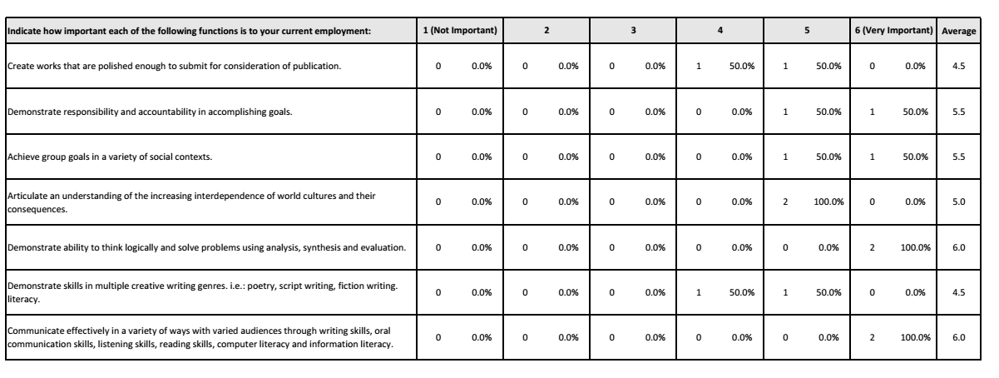 Indicate how important each of the following functions is to your current employment: 1 (Not Important) 2 3 4 5 6 (Very Important) Average
Create works that are polished enough to submit for consideration of publication. 0 0.0% 0 0.0% 0 0.0% 1 50.0% 1 50.0% 0 0.0% 4.5
Demonstrate responsibility and accountability in accomplishing goals. 0 0.0% 0 0.0% 0 0.0% 0 0.0% 1 50.0% 1 50.0% 5.5
Achieve group goals in a variety of social contexts. 0 0.0% 0 0.0% 0 0.0% 0 0.0% 1 50.0% 1 50.0% 5.5
Articulate an understanding of the increasing interdependence of world cultures and their
consequences. 0 0.0% 0 0.0% 0 0.0% 0 0.0% 2 100.0% 0 0.0% 5.0
Demonstrate ability to think logically and solve problems using analysis, synthesis and evaluation. 0 0.0% 0 0.0% 0 0.0% 0 0.0% 0 0.0% 2 100.0% 6.0
Demonstrate skills in multiple creative writing genres. i.e.: poetry, script writing, fiction writing.
literacy. 0 0.0% 0 0.0% 0 0.0% 1 50.0% 1 50.0% 0 0.0% 4.5
Communicate effectively in a variety of ways with varied audiences through writing skills, oral
communication skills, listening skills, reading skills, computer literacy and information literacy. 0 0.0% 0 0.0% 0 0.0% 0 0.0% 0 0.0% 2 100.0% 6.0